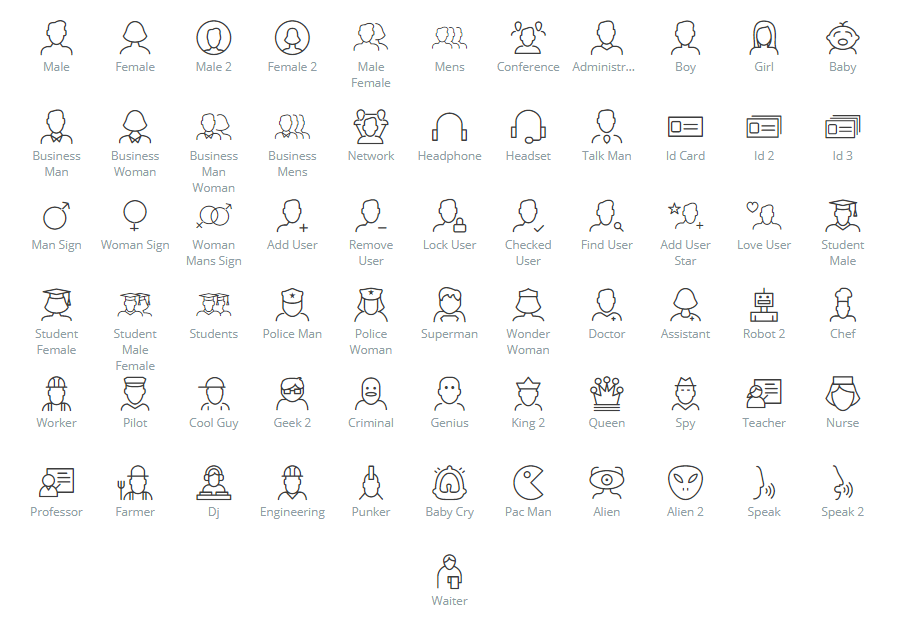 Male Female Male 2 Female 2 Male Mens Conference Administr... Boy Girl Baby
Female
Business Business Business Business Network Headphone Headset Talk Man Id Card Id 2 Id 3
Man Woman Man Mens
Woman
Man Sign Woman Sign Woman Add User Remove Lock User Checked Find User Add User Love User Student
Mans Sign User User Star Male
Student Student Students Police Man Police Superman Wonder Doctor Assistant Robot 2 Chef
Female Male Woman Woman
Female
Worker Pilot Cool Guy Geek 2 Criminal Genius King 2 Queen Spy Teacher Nurse
Professor Farmer Dj Engineering Punker Baby Cry Pac Man Alien Alien 2 Speak Speak 2
Waiter